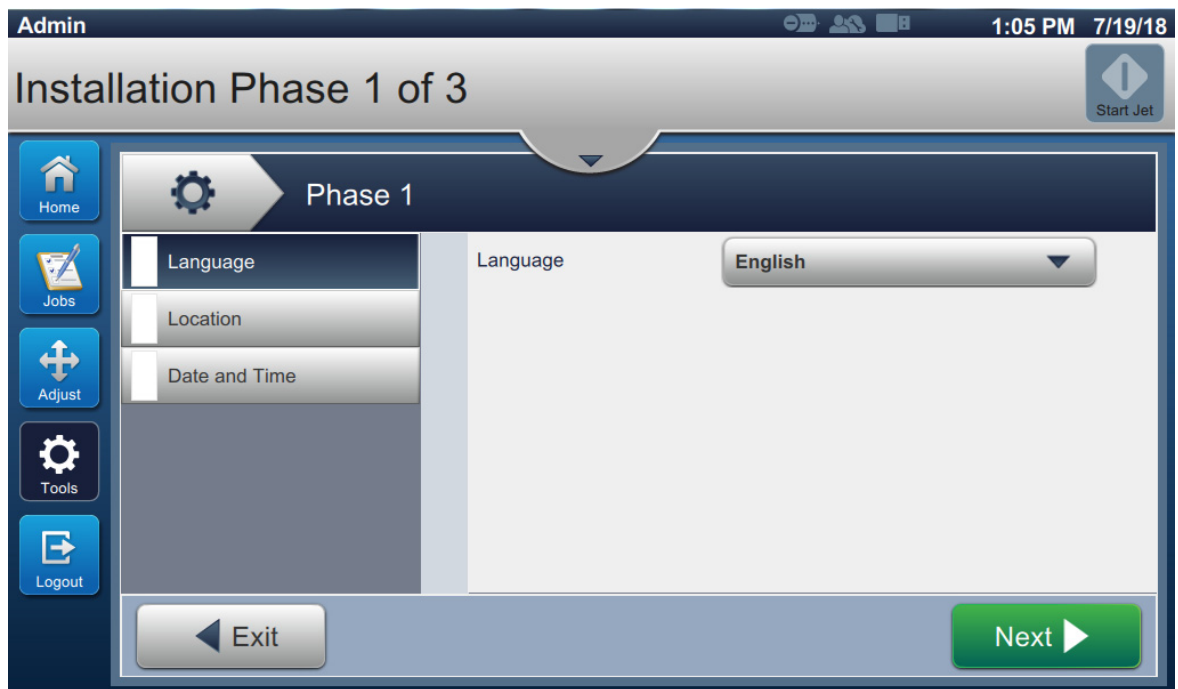 Admin 1:05 PM 7/19/18
Installation Phase 1 of 3
Start Jet
Home
Phase 1
Language
Language English
Jobs
Location
Date and Time
Adjust
Tools
Logout
Exit Next